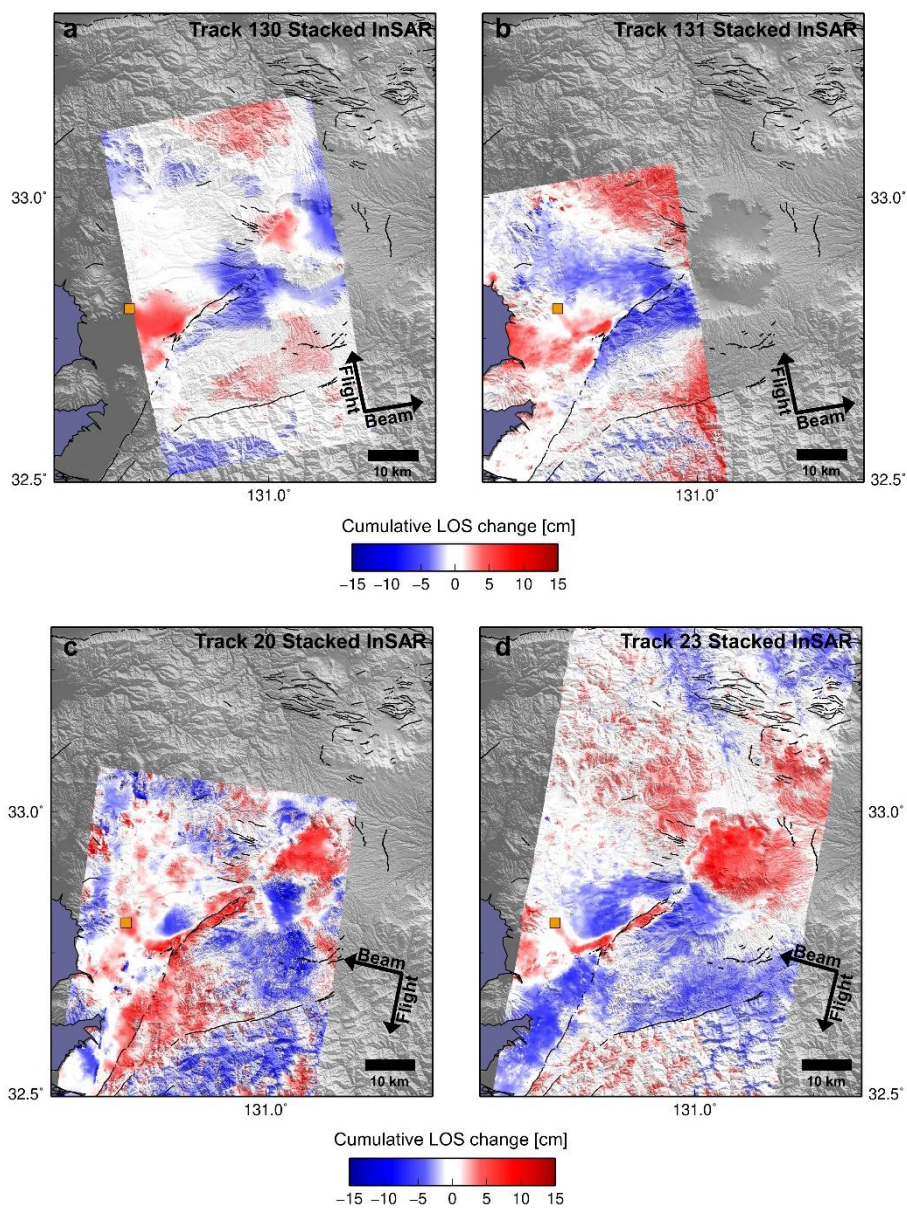 a
Track 130 Stacked InSAR
b
Track 131 Stacked InSAR
33.0˚
33.0˚
Flight
Beam
Flight
Beam
10 km
10 km
32.5˚
32.5˚
131.0˚
131.0˚
Cumulative LOS change [cm]
−15 −10 −5 0 5 10 15
c
Track 20 Stacked InSAR
d
Track 23 Stacked InSAR
33.0˚
33.0˚
Beam
Flight
Beam
Flight
10 km
10 km
32.5˚
32.5˚
131.0˚
131.0˚
Cumulative LOS change [cm]
−15 −10 −5 0 5 10 15